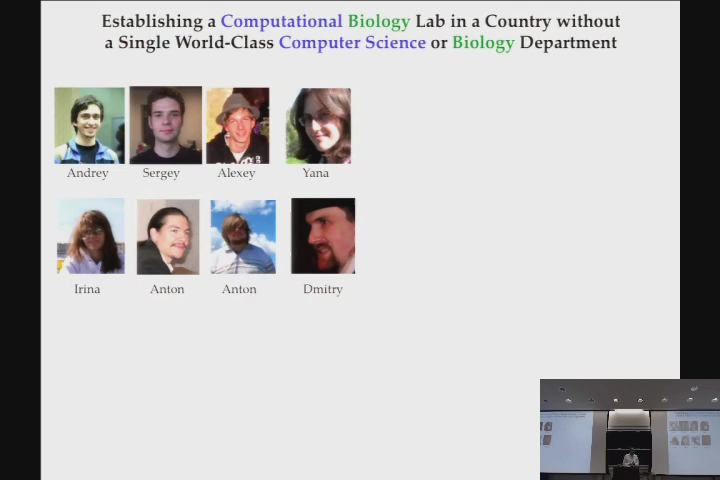 Establishing a Computational Biology Lab in a Country without
a Single World-Class Computer Science or Biology Department
Andrey Sergey Alexey Yana
Irina Anton Anton Dmitry